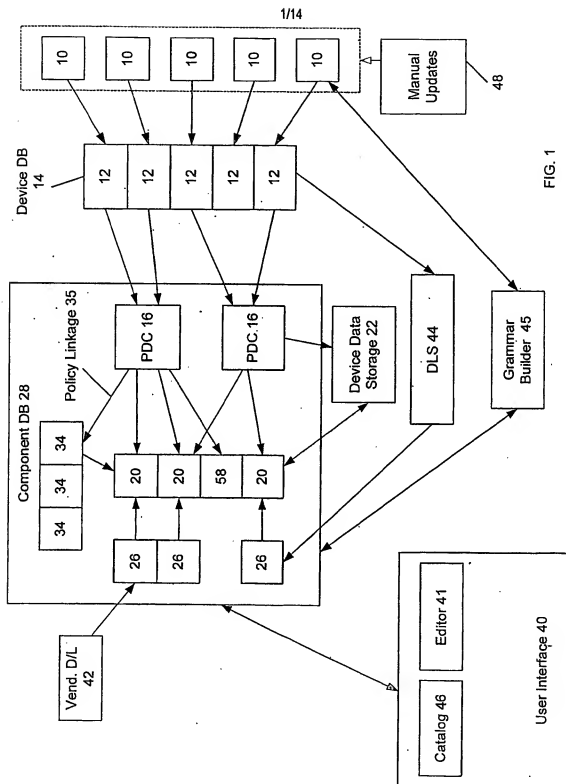 1/14
10
10
10
10
10
Manual
Updates
48
Device DB
14
12
12
12
12
12
FIG. 1
Component DB 28
Policy Linkage 35
PDC 16
PDC 16
34
34
34
20
20
58
20
26
26
26
Device Data
Storage 22
DLS 44
Grammar
Builder 45
Vend. D/L
42
Catalog 46
Editor 41
User Interface 40